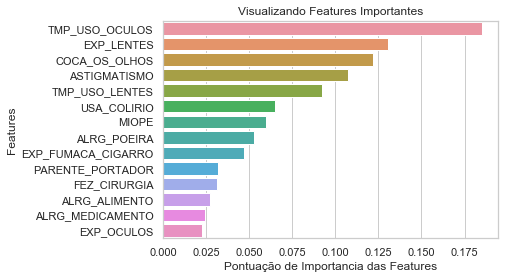 Visualizando Features Importantes
TMP_USO_OCULOS
EXP_LENTES
COCA_OS_OLHOS
ASTIGMATISMO
TMP_USO_LENTES
USA_COLIRIO
MIOPE
ALRG_POEIRA
EXP_FUMACA_CIGARRO
PARENTE_PORTADOR
FEZ_CIRURGIA
ALRG_ALIMENTO
ALRG_MEDICAMENTO
EXP_OCULOS
Features
0.000 0.025 0.050 0.075 0.100 0.125 0.150 0.175
Pontuação de Importancia das Features